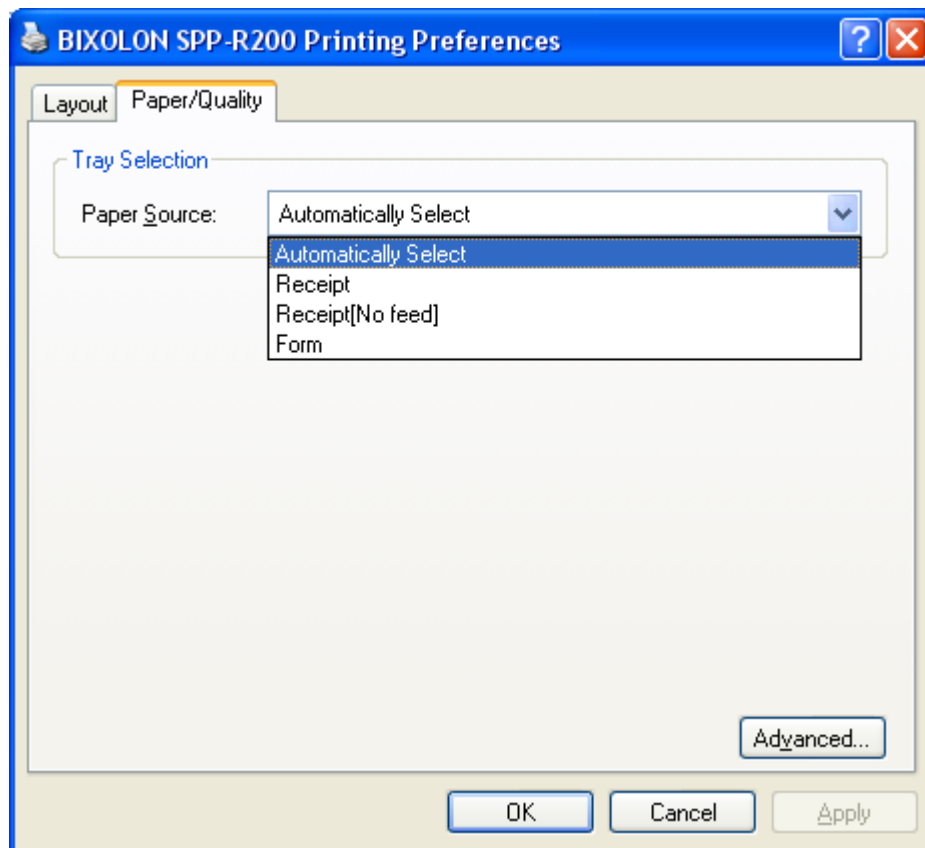 BIXOLON SPP-R200 Printing Preferences
Layout
Paper/Quality
Tray Selection
Paper Source:
Automatically Select
Automatically Select
Receipt
Receipt[No feed]
Form
Advanced...
OK
Cancel
Apply